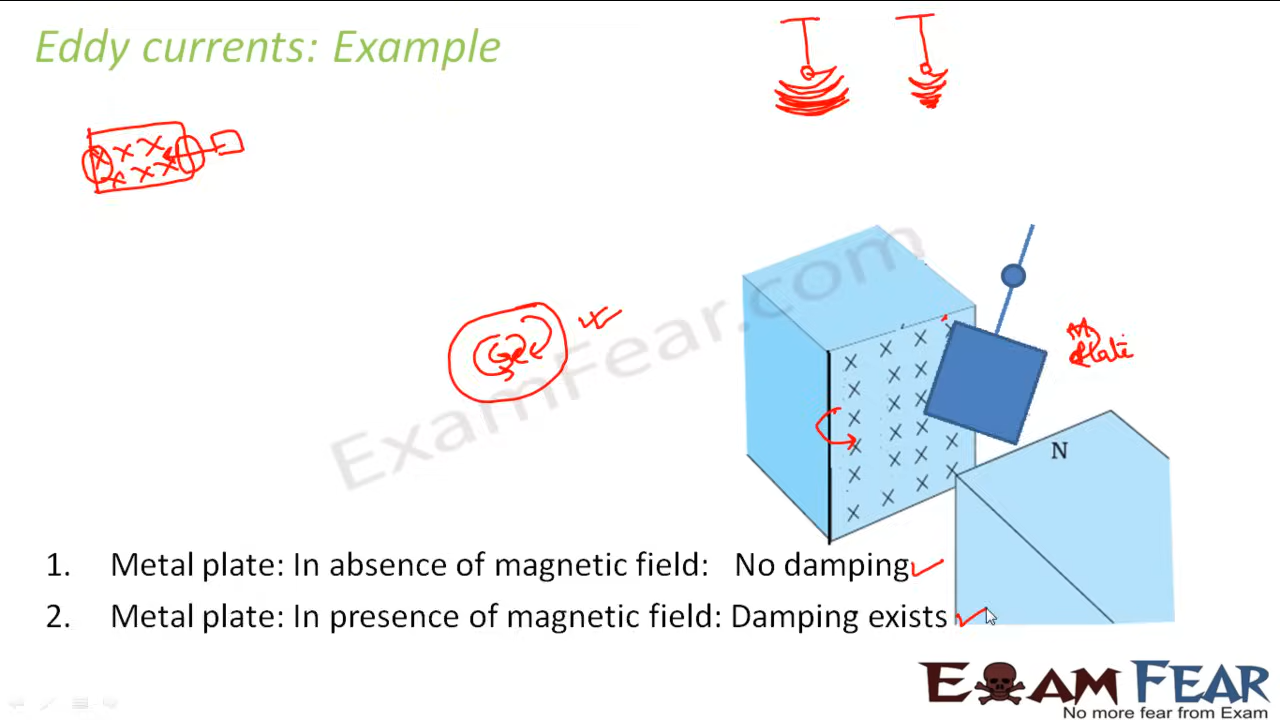 Eddy currents: Example
ExamFear.com
N
Plate
1. Metal plate: In absence of magnetic field: No damping
2. Metal plate: In presence of magnetic field: Damping exists
EXAM FEAR
No more fear from Exam